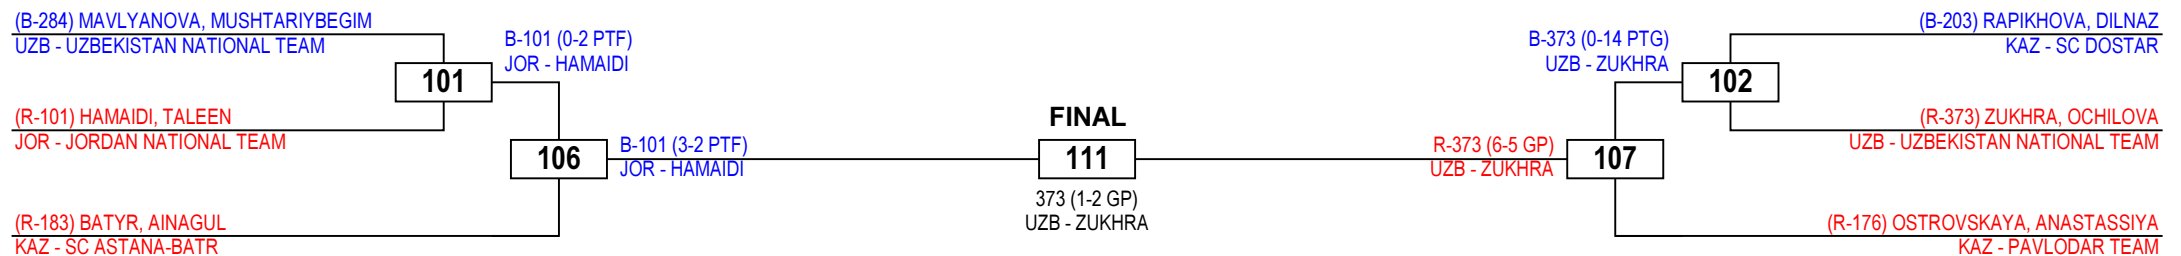 (B-284) MAVLYANOVA, MUSHTARIYBEGIM
UZB - UZBEKISTAN NATIONAL TEAM
(R-101) HAMAIDI, TALEEN
JOR - JORDAN NATIONAL TEAM
(R-183) BATYR, AINAGUL
KAZ - SC ASTANA-BATR
101
B-101 (0-2 PTF)
JOR - HAMAIDI
106
B-101 (3-2 PTF)
JOR - HAMAIDI
FINAL
111
373 (1-2 GP)
UZB - ZUKHRA
R-373 (6-5 GP)
UZB - ZUKHRA
107
B-373 (0-14 PTG)
UZB - ZUKHRA
102
(B-203) RAPIKHOVA, DILNAZ
KAZ - SC DOSTAR
(R-373) ZUKHRA, OCHILOVA
UZB - UZBEKISTAN NATIONAL TEAM
(R-176) OSTROVSKAYA, ANASTASSIYA
KAZ - PAVLODAR TEAM